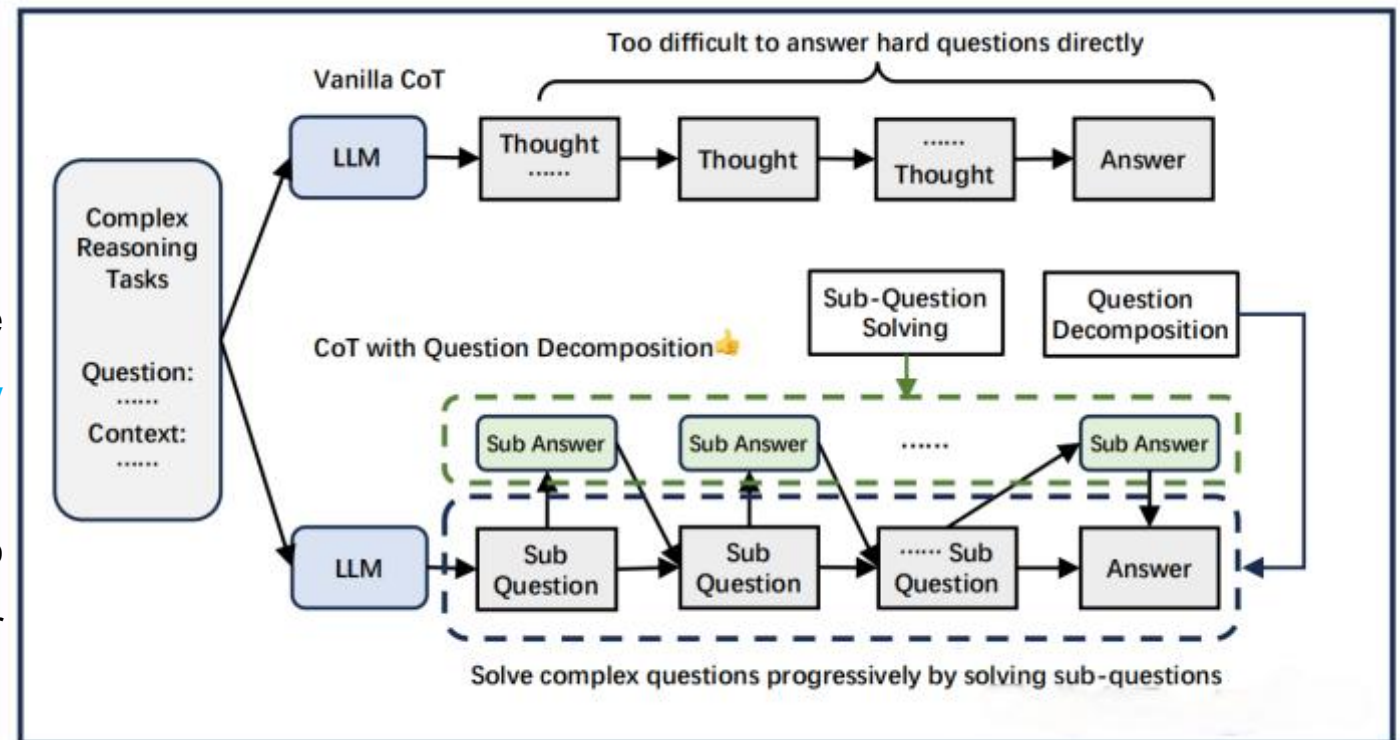 Too difficult to answer hard questions directly
Vanilla CoT
LLM
Thought
......
Thought
......
Thought
Answer
Complex
Reasoning
Tasks
Question:
......
Context:
......
Sub-Question
Solving
Question
Decomposition
CoT with Question Decomposition👍
Sub Answer
Sub Answer
......
Sub Answer
LLM
Sub
Question
Sub
Question
...... Sub
Question
Answer
Solve complex questions progressively by solving sub-questions